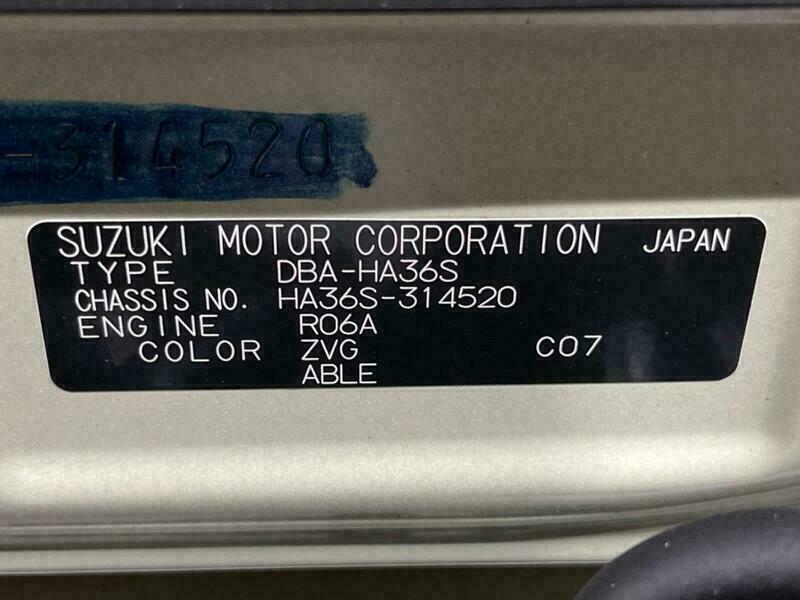 -314520
SUZUKI MOTOR CORPORATION JAPAN
TYPE DBA-HA36S
CHASSIS NO. HA36S-314520
ENGINE R06A
COLOR ZVG C07
ABLE